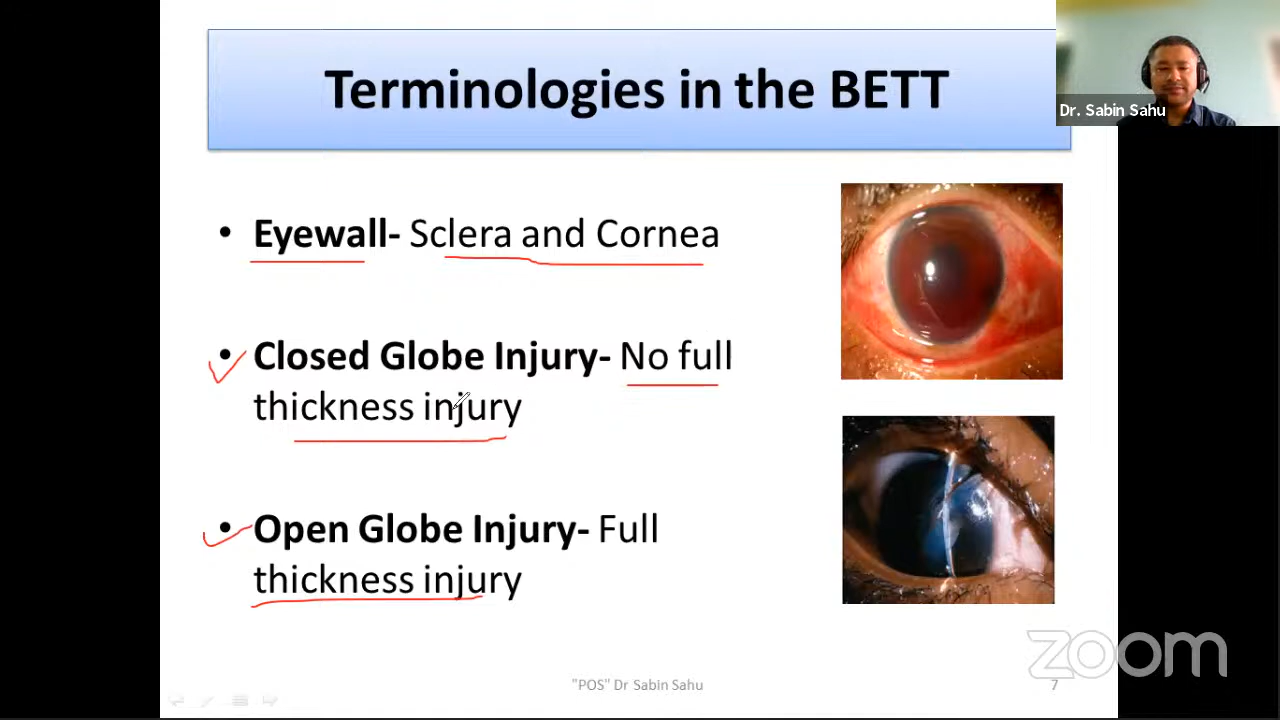 Terminologies in the BETT
Dr. Sabin Sahu
• Eyewall- Sclera and Cornea
• Closed Globe Injury- No full
thickness injury
• Open Globe Injury- Full
thickness injury
zoom
"POS" Dr Sabin Sahu
7